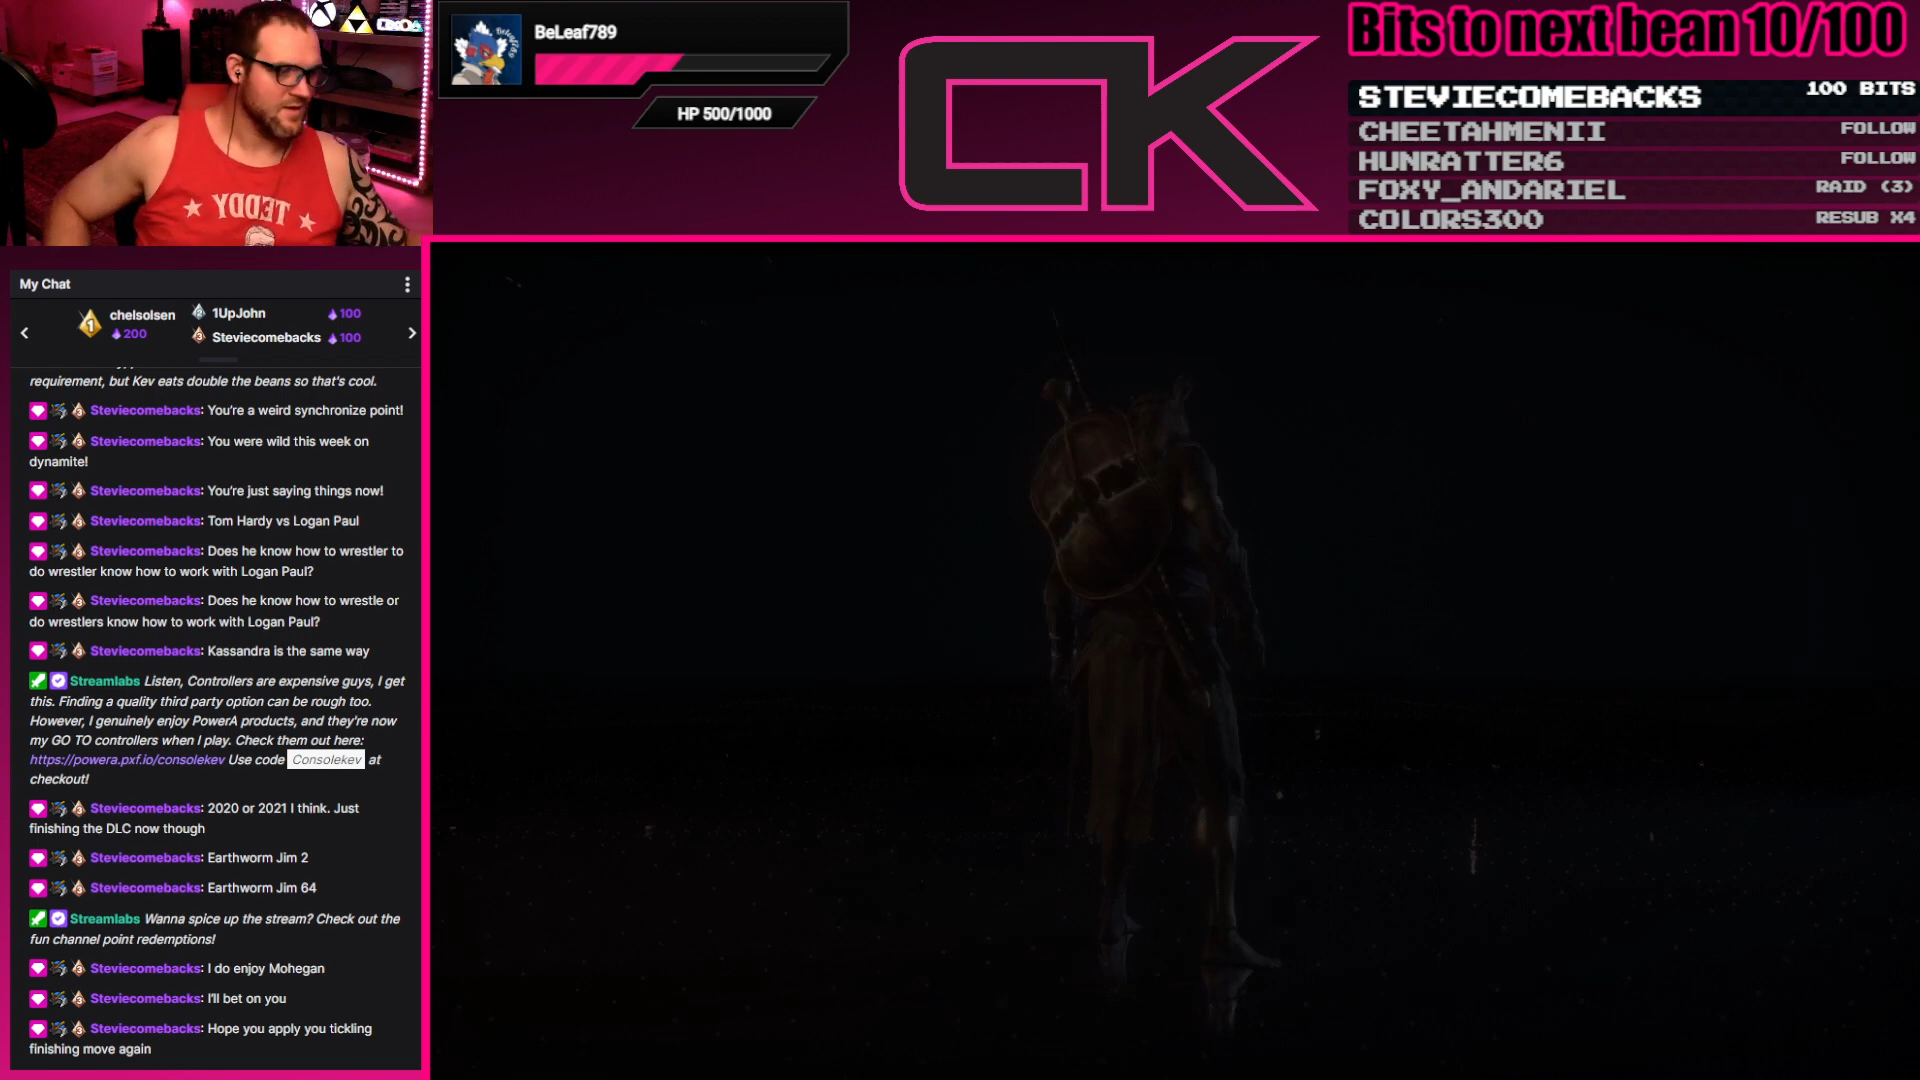 BeLeaf789
HP 500/1000
CK
Bits to next bean 10/100
STEVIECOMEBACKS 100 BITS
CHEETAHMENII FOLLOW
HUNRATTER6 FOLLOW
FOXY_ANDARIEL RAID (3)
COLORS300 RESUB X4
TEDDY
My Chat
1 chelsolsen 200
1UpJohn 100
Steviecomebacks 100
requirement, but Kev eats double the beans so that's cool.
Steviecomebacks: You're a weird synchronize point!
Steviecomebacks: You were wild this week on
dynamite!
Steviecomebacks: You're just saying things now!
Steviecomebacks: Tom Hardy vs Logan Paul
Steviecomebacks: Does he know how to wrestler to
do wrestler know how to work with Logan Paul?
Steviecomebacks: Does he know how to wrestle or
do wrestlers know how to work with Logan Paul?
Steviecomebacks: Kassandra is the same way
Streamlabs Listen, Controllers are expensive guys, I get
this. Finding a quality third party option can be rough too.
However, I genuinely enjoy PowerA products, and they're now
my GO TO controllers when I play. Check them out here:
https://powera.pxf.io/consolekev Use code Consolekev at
checkout!
Steviecomebacks: 2020 or 2021 I think. Just
finishing the DLC now though
Steviecomebacks: Earthworm Jim 2
Steviecomebacks: Earthworm Jim 64
Streamlabs Wanna spice up the stream? Check out the
fun channel point redemptions!
Steviecomebacks: I do enjoy Mohegan
Steviecomebacks: I'll bet on you
Steviecomebacks: Hope you apply you tickling
finishing move again